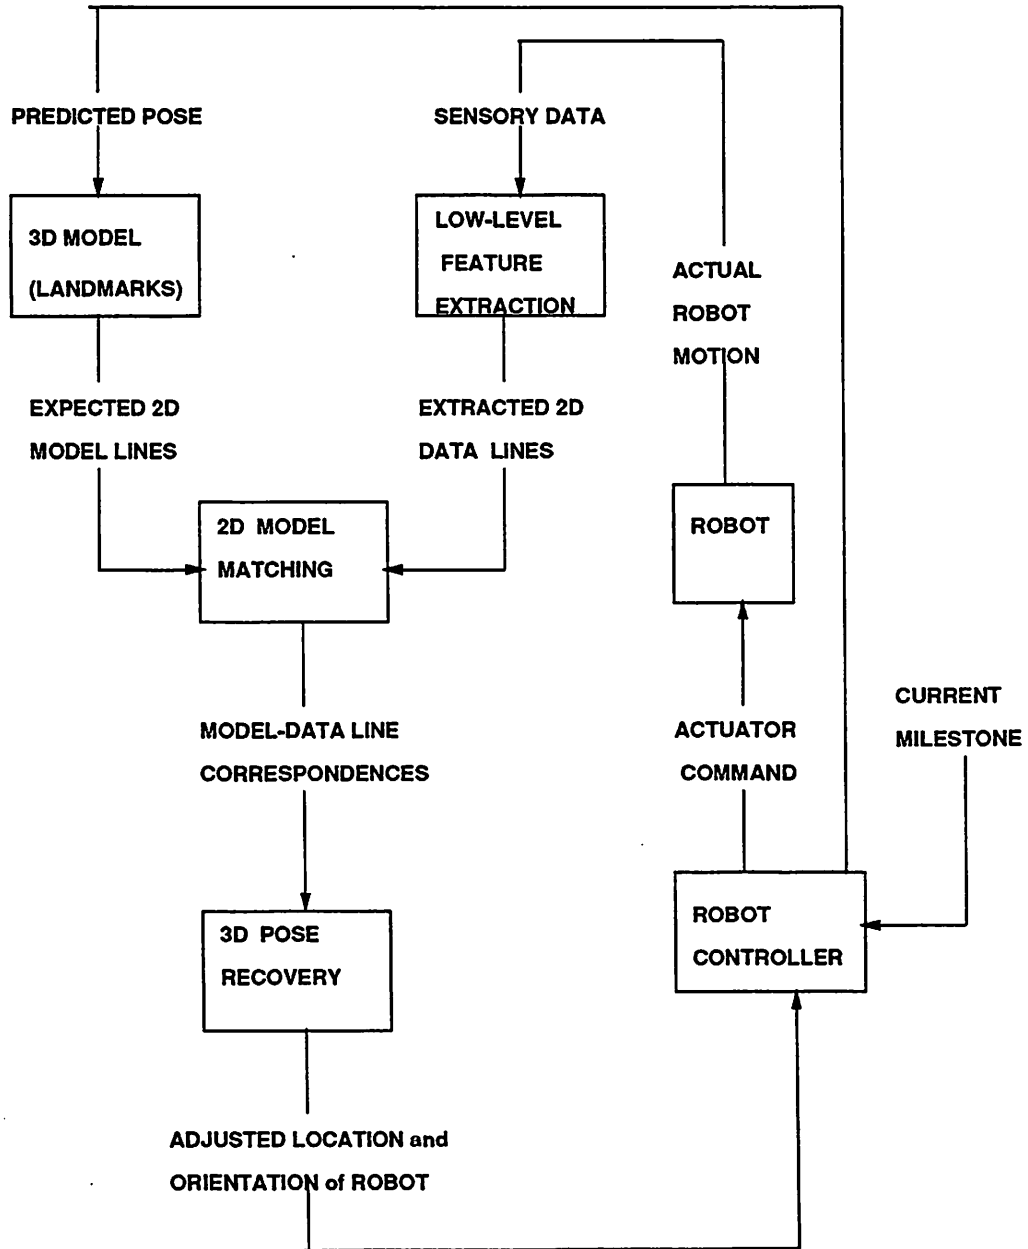 PREDICTED POSE
SENSORY DATA
3D MODEL
(LANDMARKS)
LOW-LEVEL
FEATURE
EXTRACTION
ACTUAL
ROBOT
MOTION
EXPECTED 2D
MODEL LINES
EXTRACTED 2D
DATA LINES
2D MODEL
MATCHING
ROBOT
MODEL-DATA LINE
CORRESPONDENCES
ACTUATOR
COMMAND
CURRENT
MILESTONE
3D POSE
RECOVERY
ROBOT
CONTROLLER
ADJUSTED LOCATION and
ORIENTATION of ROBOT